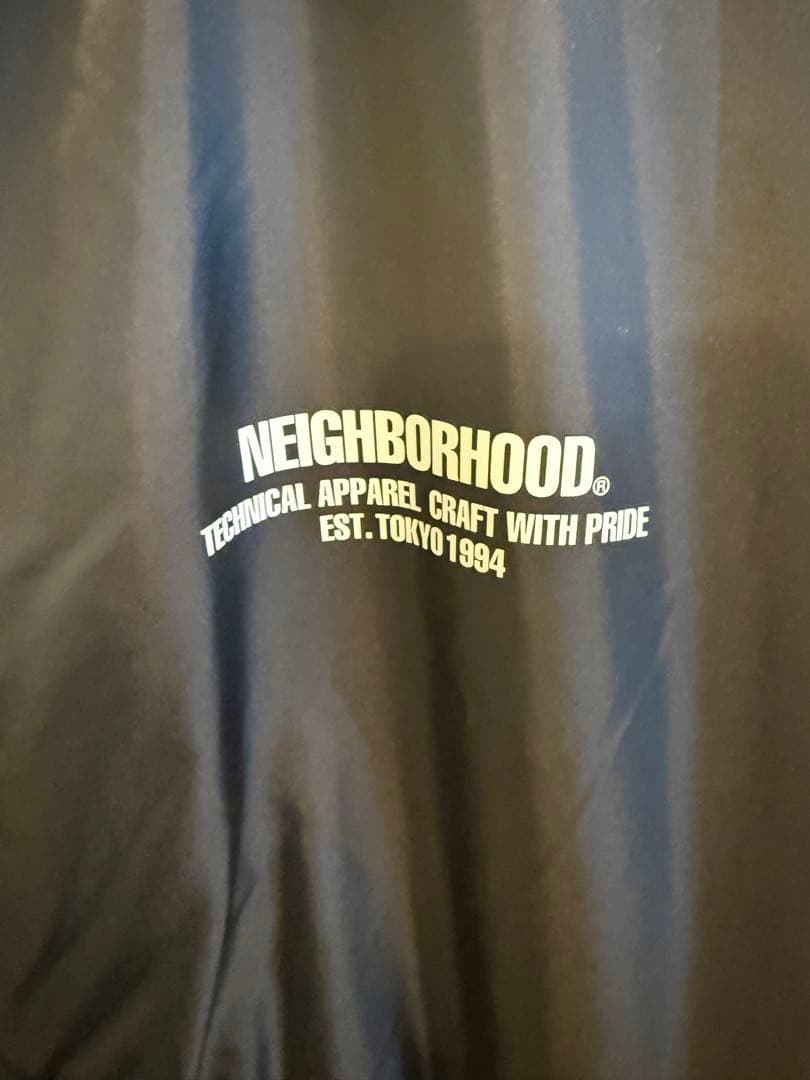 NEIGHBORHOOD®
TECHNICAL APPAREL CRAFT WITH PRIDE
EST. TOKYO 1994